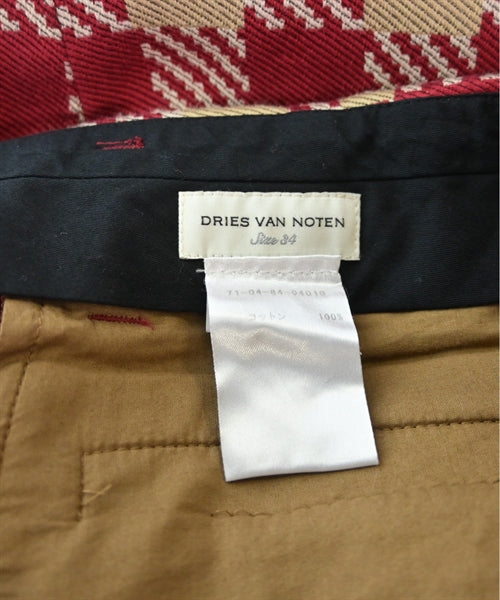 DRIES VAN NOTEN
Size 34
71-04-84-04010
コットン 100%